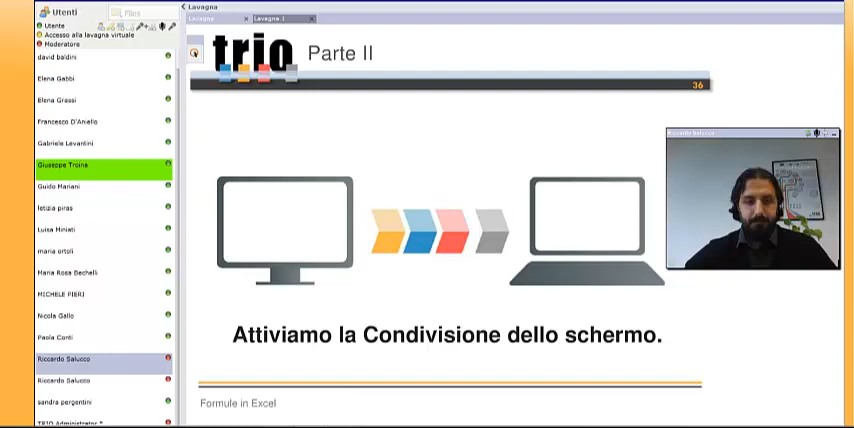 Utenti
Files
Utente
Accesso alla lavagna virtuale
Moderatore
david baldini
Elena Gabbi
Elena Grassi
Francesco D'Aniello
Gabriele Levantini
Giuseppe Troina
Guido Mariani
letizia piras
Luisa Miniati
maria ortoli
Maria Rosa Bechelli
MICHELE PIERI
Nicola Gallo
Paola Conti
Riccardo Salucco
Riccardo Salucco
sandra pergentini
TRIO Administrator *
Lavagna
Lavagna
Lavagna 1
trio
Parte II
36
Riccardo Salucco
Attiviamo la Condivisione dello schermo.
Formule in Excel